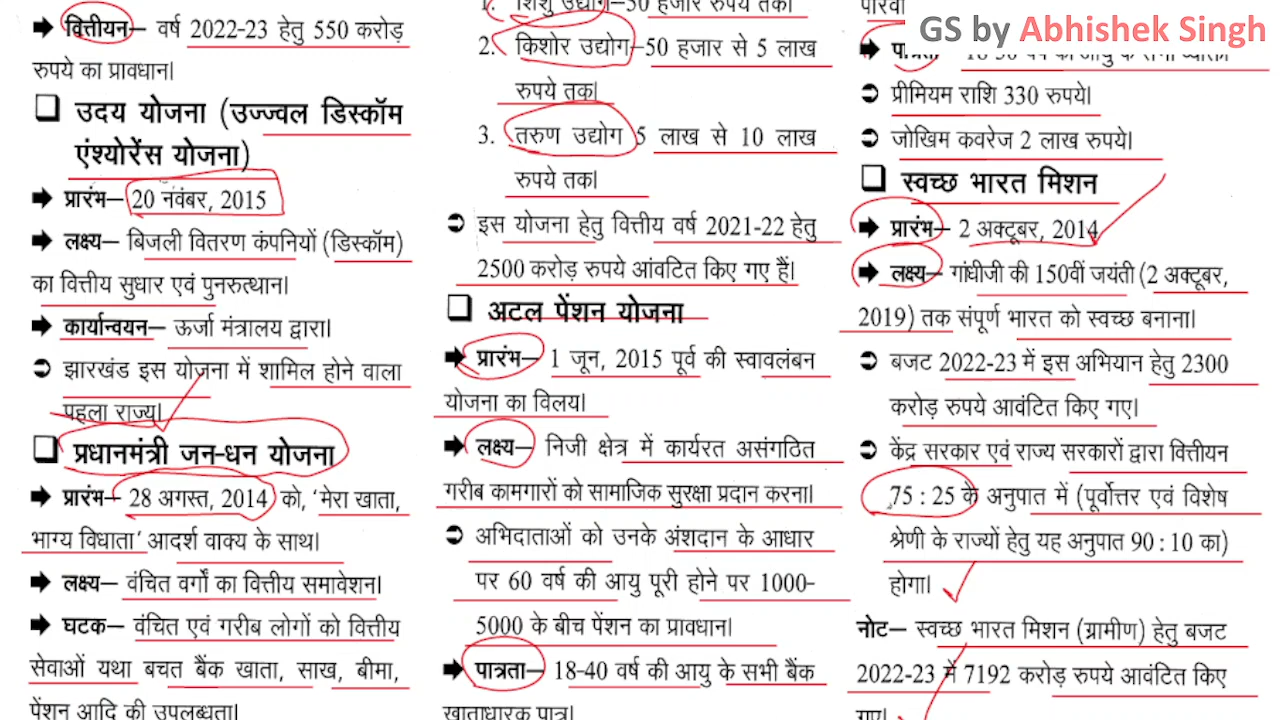 ➡ वित्तीयन– वर्ष 2022-23 हेतु 550 करोड़
रुपये का प्रावधान।
❑ उदय योजना (उज्ज्वल डिस्कॉम
एंश्योरेंस योजना)
➡ प्रारंभ– 20 नवंबर, 2015
➡ लक्ष्य– बिजली वितरण कंपनियों (डिस्कॉम)
का वित्तीय सुधार एवं पुनरुत्थान।
➡ कार्यान्वयन– ऊर्जा मंत्रालय द्वारा।
➲ झारखंड इस योजना में शामिल होने वाला
पहला राज्य।
❑ प्रधानमंत्री जन-धन योजना
➡ प्रारंभ– 28 अगस्त, 2014 को, ‘मेरा खाता,
भाग्य विधाता’ आदर्श वाक्य के साथ।
➡ लक्ष्य– वंचित वर्गों का वित्तीय समावेशन।
➡ घटक– वंचित एवं गरीब लोगों को वित्तीय
सेवाओं यथा बचत बैंक खाता, साख, बीमा,
पेंशन आदि की उपलब्धता।
1. शिशु उद्योग–50 हजार रुपये तक।
2. किशोर उद्योग–50 हजार से 5 लाख
रुपये तक।
3. तरुण उद्योग 5 लाख से 10 लाख
रुपये तक।
➲ इस योजना हेतु वित्तीय वर्ष 2021-22 हेतु
2500 करोड़ रुपये आंवटित किए गए हैं।
❑ अटल पेंशन योजना
➡ प्रारंभ– 1 जून, 2015 पूर्व की स्वावलंबन
योजना का विलय।
➡ लक्ष्य– निजी क्षेत्र में कार्यरत असंगठित
गरीब कामगारों को सामाजिक सुरक्षा प्रदान करना।
➲ अभिदाताओं को उनके अंशदान के आधार
पर 60 वर्ष की आयु पूरी होने पर 1000-
5000 के बीच पेंशन का प्रावधान।
➡ पात्रता– 18-40 वर्ष की आयु के सभी बैंक
खाताधारक पात्र।
GS by Abhishek Singh
➲ प्रीमियम राशि 330 रुपये।
➲ जोखिम कवरेज 2 लाख रुपये।
❑ स्वच्छ भारत मिशन
➡ प्रारंभ– 2 अक्टूबर, 2014
➡ लक्ष्य– गांधीजी की 150वीं जयंती (2 अक्टूबर,
2019) तक संपूर्ण भारत को स्वच्छ बनाना।
➲ बजट 2022-23 में इस अभियान हेतु 2300
करोड़ रुपये आवंटित किए गए।
➲ केंद्र सरकार एवं राज्य सरकारों द्वारा वित्तीयन
75 : 25 के अनुपात में (पूर्वोत्तर एवं विशेष
श्रेणी के राज्यों हेतु यह अनुपात 90 : 10 का)
होगा।
नोट– स्वच्छ भारत मिशन (ग्रामीण) हेतु बजट
2022-23 में 7192 करोड़ रुपये आवंटित किए
गए।